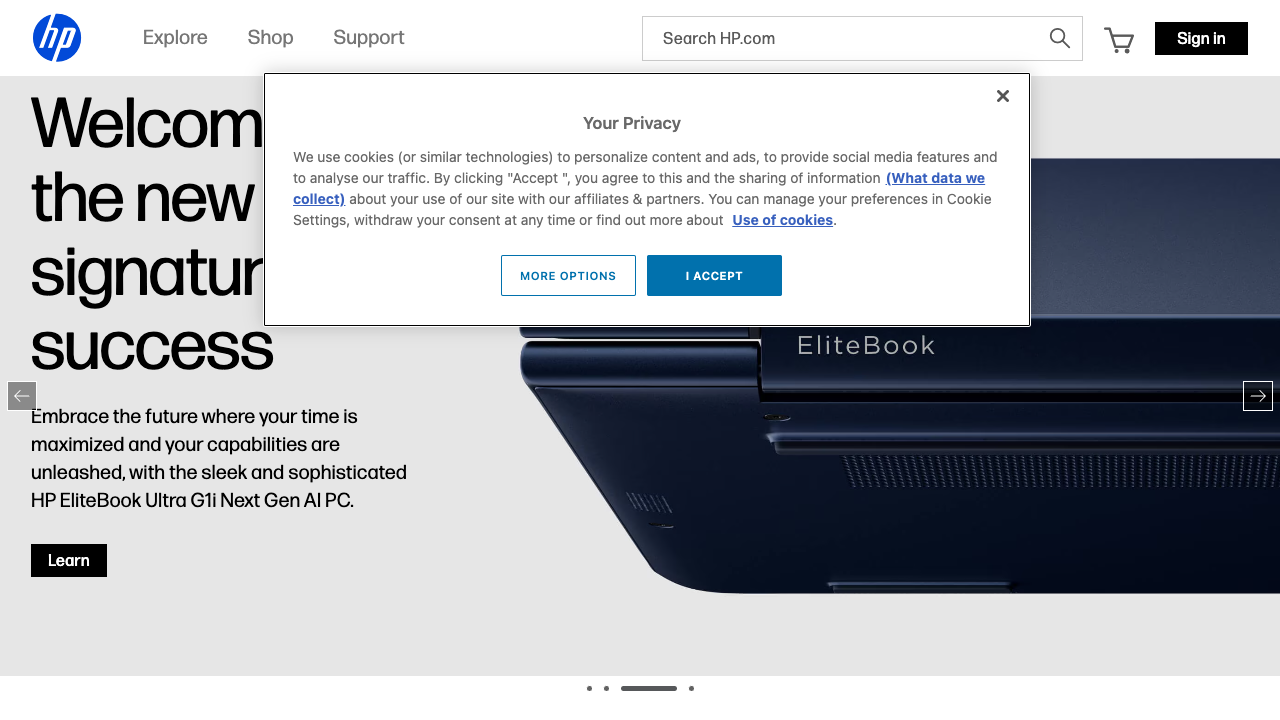 hp
Explore
Shop
Support
Search HP.com
Sign in
Your Privacy
We use cookies (or similar technologies) to personalize content and ads, to provide social media features and
to analyse our traffic. By clicking "Accept ", you agree to this and the sharing of information (What data we
collect) about your use of our site with our affiliates & partners. You can manage your preferences in Cookie
Settings, withdraw your consent at any time or find out more about Use of cookies.
MORE OPTIONS
I ACCEPT
Welcom
the new
signatur
success
Embrace the future where your time is
maximized and your capabilities are
unleashed, with the sleek and sophisticated
HP EliteBook Ultra G1i Next Gen AI PC.
Learn
EliteBook